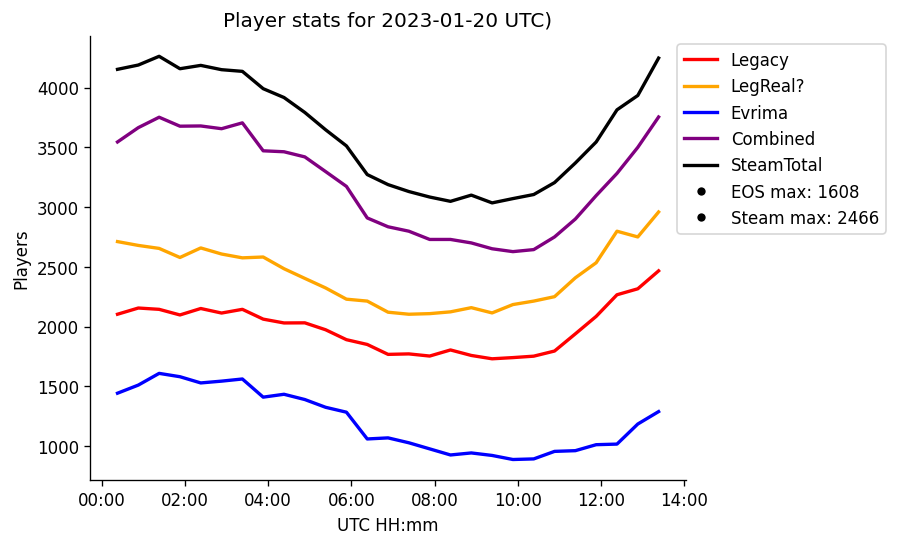 Player stats for 2023-01-20 UTC)
Players
4000
3500
3000
2500
2000
1500
1000
00:00 02:00 04:00 06:00 08:00 10:00 12:00 14:00
UTC HH:mm
Legacy
LegReal?
Evrima
Combined
SteamTotal
EOS max: 1608
Steam max: 2466